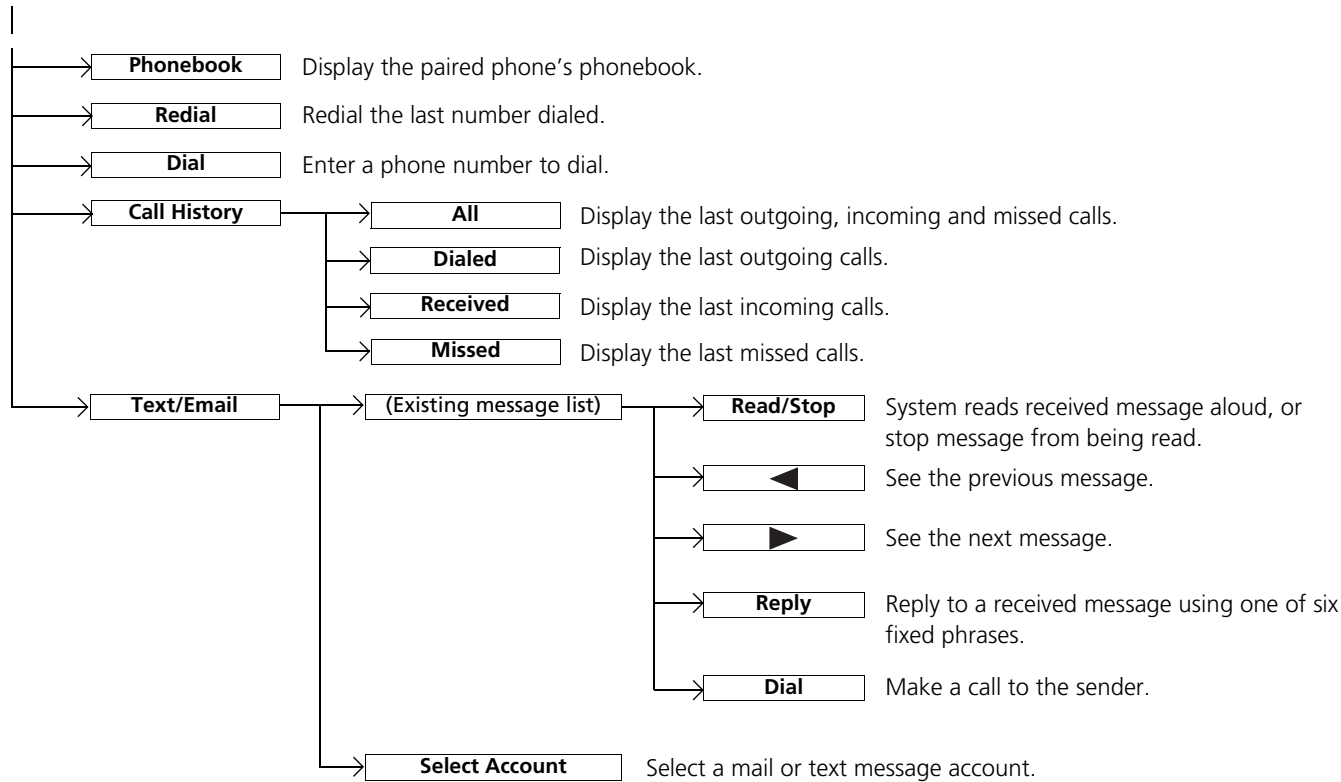 Phonebook Display the paired phone’s phonebook.
Redial Redial the last number dialed.
Dial Enter a phone number to dial.
Call History All Display the last outgoing, incoming and missed calls.
Dialed Display the last outgoing calls.
Received Display the last incoming calls.
Missed Display the last missed calls.
Text/Email (Existing message list) Read/Stop System reads received message aloud, or
stop message from being read.
See the previous message.
See the next message.
Reply Reply to a received message using one of six
fixed phrases.
Dial Make a call to the sender.
Select Account Select a mail or text message account.